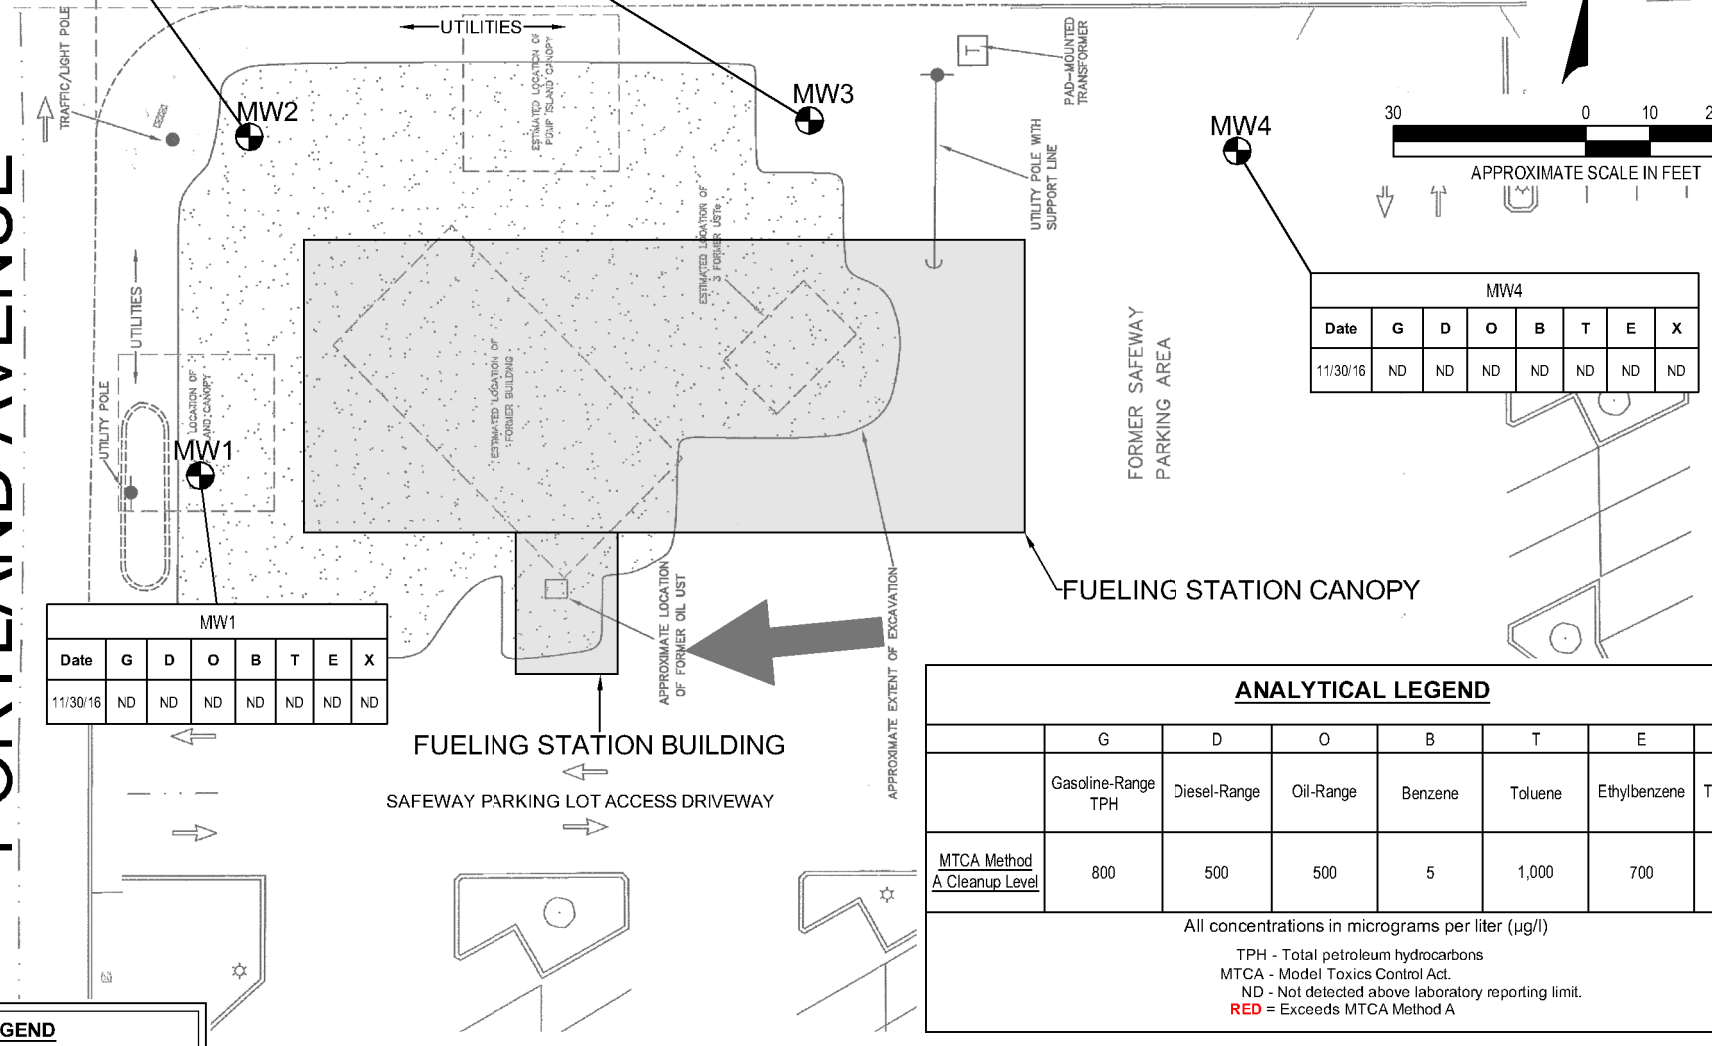 UTILITIES
TRAFFIC/LIGHT POLE
ESTIMATED LOCATION OF
PUMP ISLAND CANOPY
PAD-MOUNTED
TRANSFORMER
T
MW2
MW3
MW4
30 0 10
APPROXIMATE SCALE IN FEET
UTILITY POLE WITH
SUPPORT LINE
ESTIMATED LOCATION OF
3 FORMER USTs
UTILITIES
MW4
Date G D O B T E X
11/30/16 ND ND ND ND ND ND ND
FORMER SAFEWAY
PARKING AREA
ESTIMATED LOCATION OF
FORMER BUILDING
LOCATION OF
AND CANOPY
UTILITY POLE
MW1
FUELING STATION CANOPY
APPROXIMATE LOCATION
OF FORMER OIL UST
APPROXIMATE EXTENT OF EXCAVATION
MW1
Date G D O B T E X
11/30/16 ND ND ND ND ND ND ND
FUELING STATION BUILDING
SAFEWAY PARKING LOT ACCESS DRIVEWAY
ANALYTICAL LEGEND
G D O B T E
Gasoline-Range
TPH
Diesel-Range Oil-Range Benzene Toluene Ethylbenzene T
MTCA Method
A Cleanup Level
800 500 500 5 1,000 700
All concentrations in micrograms per liter (µg/l)
TPH - Total petroleum hydrocarbons
MTCA - Model Toxics Control Act.
ND - Not detected above laboratory reporting limit.
RED = Exceeds MTCA Method A
GEND